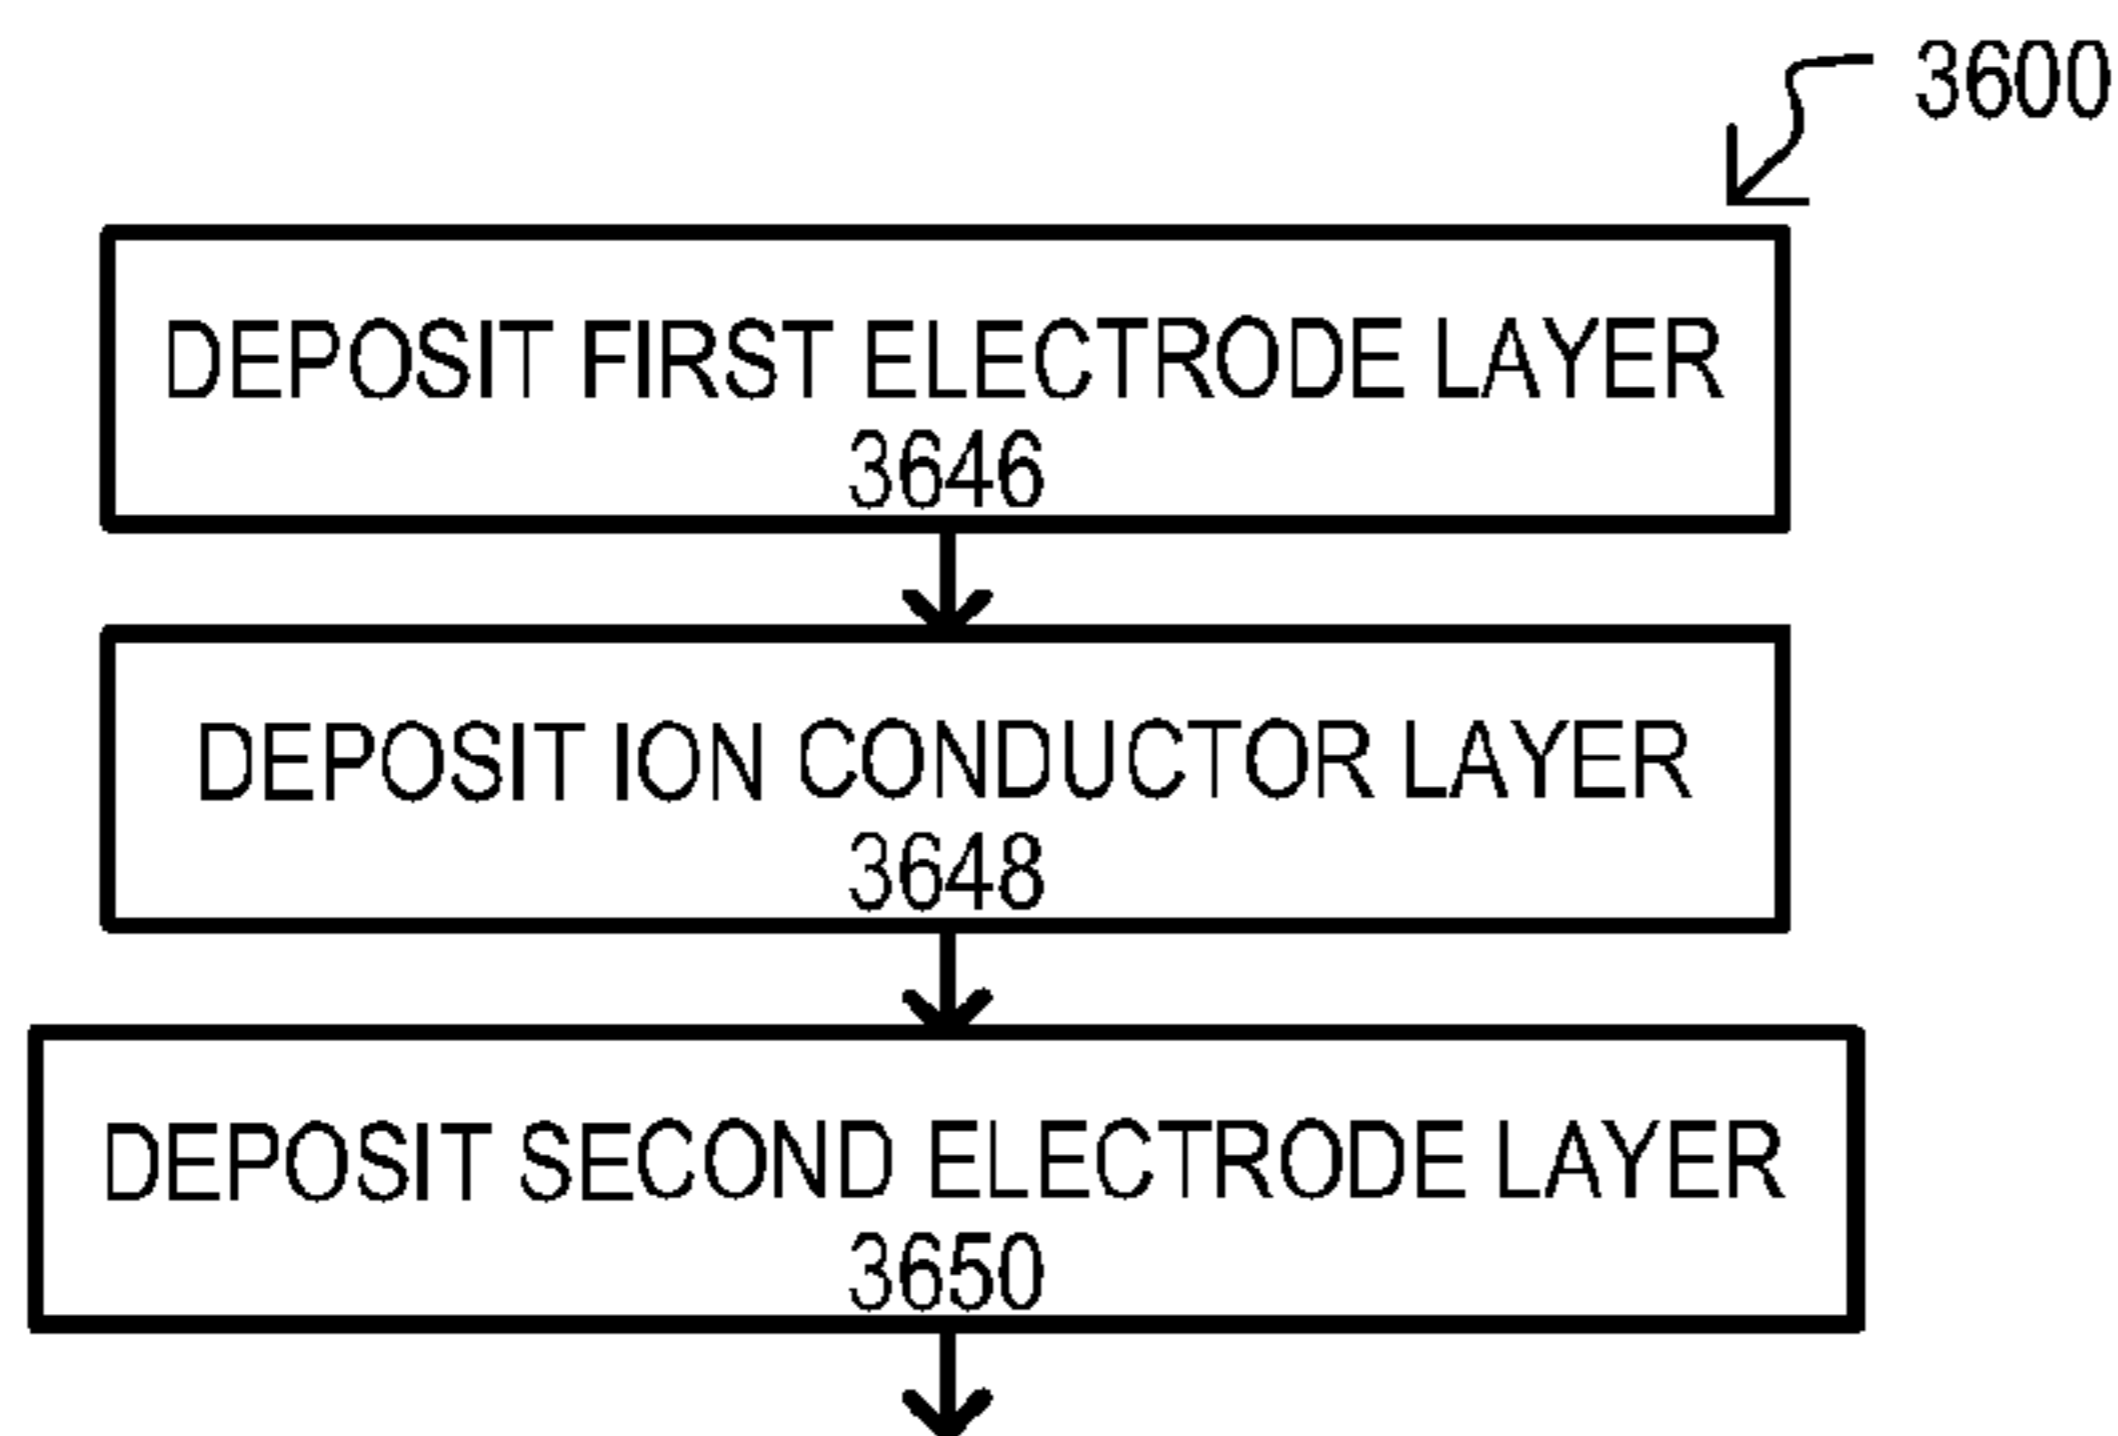 3600
DEPOSIT FIRST ELECTRODE LAYER
3646
DEPOSIT ION CONDUCTOR LAYER
3648
DEPOSIT SECOND ELECTRODE LAYER
3650